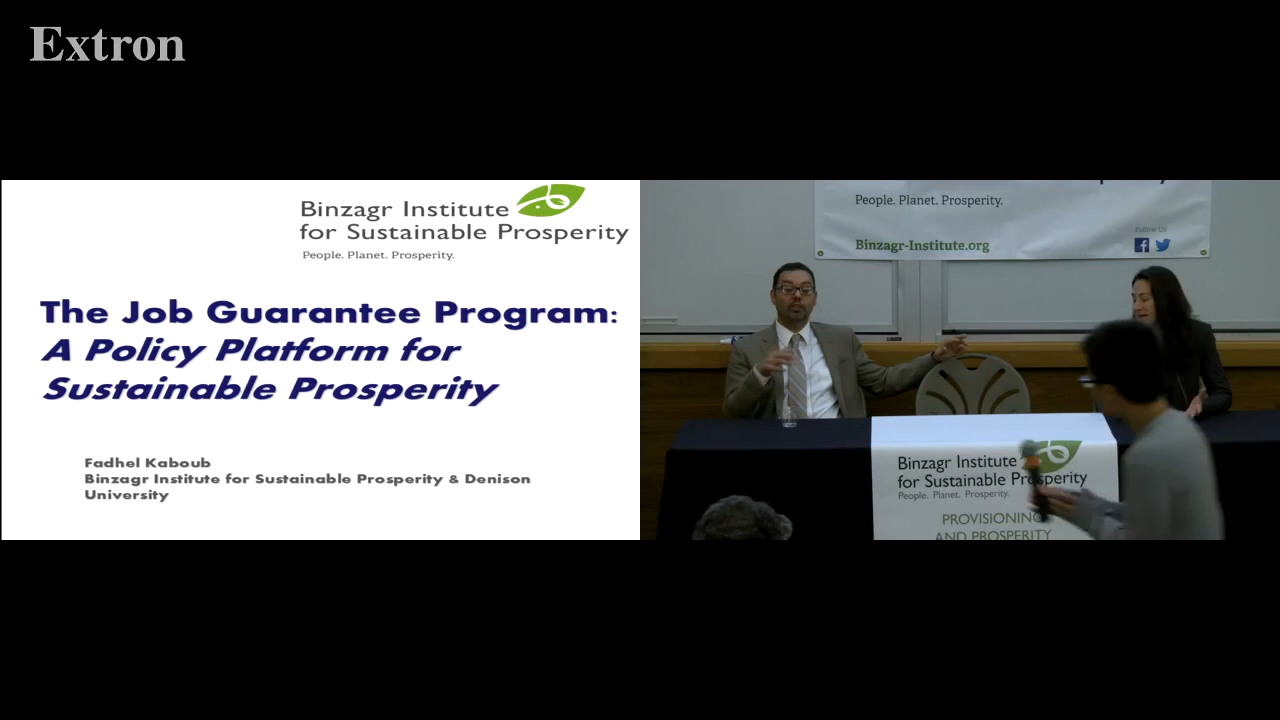 Extron
Binzagr Institute
for Sustainable Prosperity
People. Planet. Prosperity.
The Job Guarantee Program:
A Policy Platform for
Sustainable Prosperity
Fadhel Kaboub
Binzagr Institute for Sustainable Prosperity & Denison
University
People. Planet. Prosperity.
Follow Us
Binzagr-Institute.org
Binzagr Institute
for Sustainable Prosperity
People. Planet. Prosperity.
PROVISIONING
AND PROSPERITY